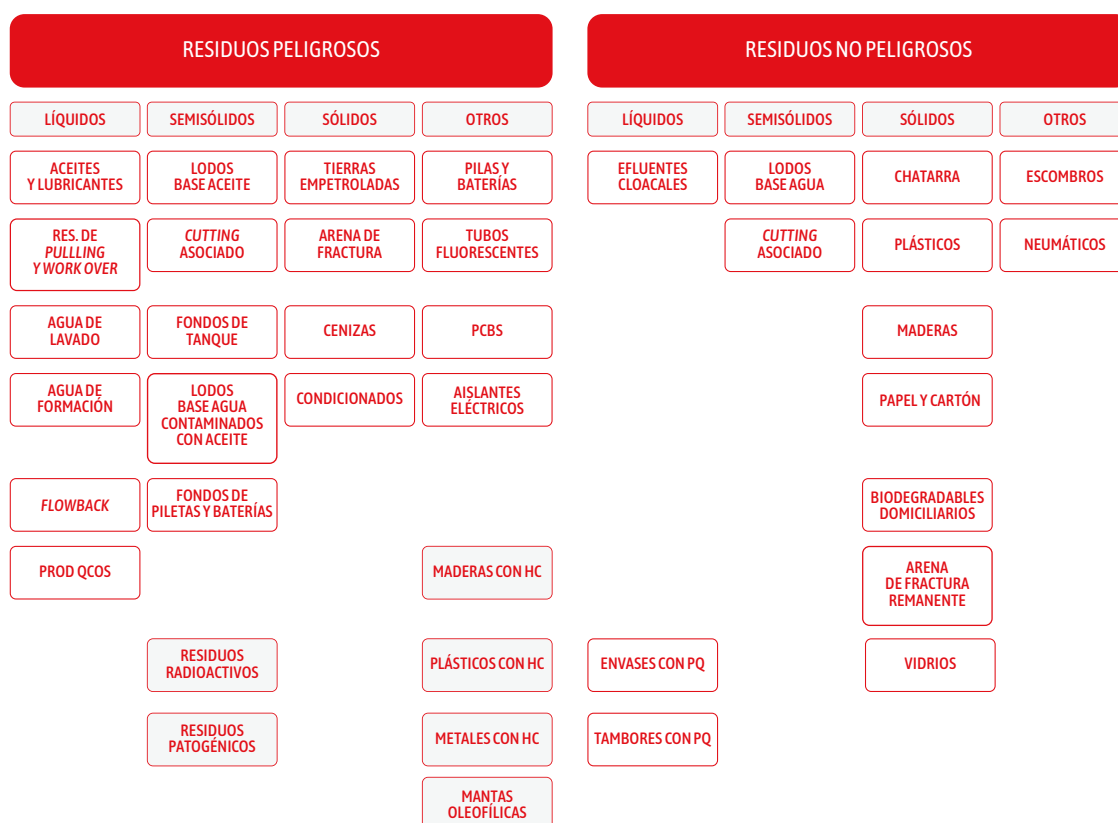 RESIDUOS PELIGROSOS
RESIDUOS NO PELIGROSOS
LÍQUIDOS
SEMISÓLIDOS
SÓLIDOS
OTROS
LÍQUIDOS
SEMISÓLIDOS
SÓLIDOS
OTROS
ACEITES
Y LUBRICANTES
LODOS
BASE ACEITE
TIERRAS
EMPETROLADAS
PILAS Y
BATERÍAS
EFLUENTES
CLOACALES
LODOS
BASE AGUA
CHATARRA
ESCOMBROS
RES. DE
PULLLING
Y WORK OVER
CUTTING
ASOCIADO
ARENA DE
FRACTURA
TUBOS
FLUORESCENTES
CUTTING
ASOCIADO
PLÁSTICOS
NEUMÁTICOS
AGUA DE
LAVADO
FONDOS DE
TANQUE
CENIZAS
PCBS
MADERAS
AGUA DE
FORMACIÓN
LODOS
BASE AGUA
CONTAMINADOS
CON ACEITE
CONDICIONADOS
AISLANTES
ELÉCTRICOS
PAPEL Y CARTÓN
FLOWBACK
FONDOS DE
PILETAS Y BATERÍAS
BIODEGRADABLES
DOMICILIARIOS
PROD QCOS
MADERAS CON HC
ARENA
DE FRACTURA
REMANENTE
RESIDUOS
RADIOACTIVOS
PLÁSTICOS CON HC
ENVASES CON PQ
VIDRIOS
RESIDUOS
PATOGÉNICOS
METALES CON HC
TAMBORES CON PQ
MANTAS
OLEOFÍLICAS